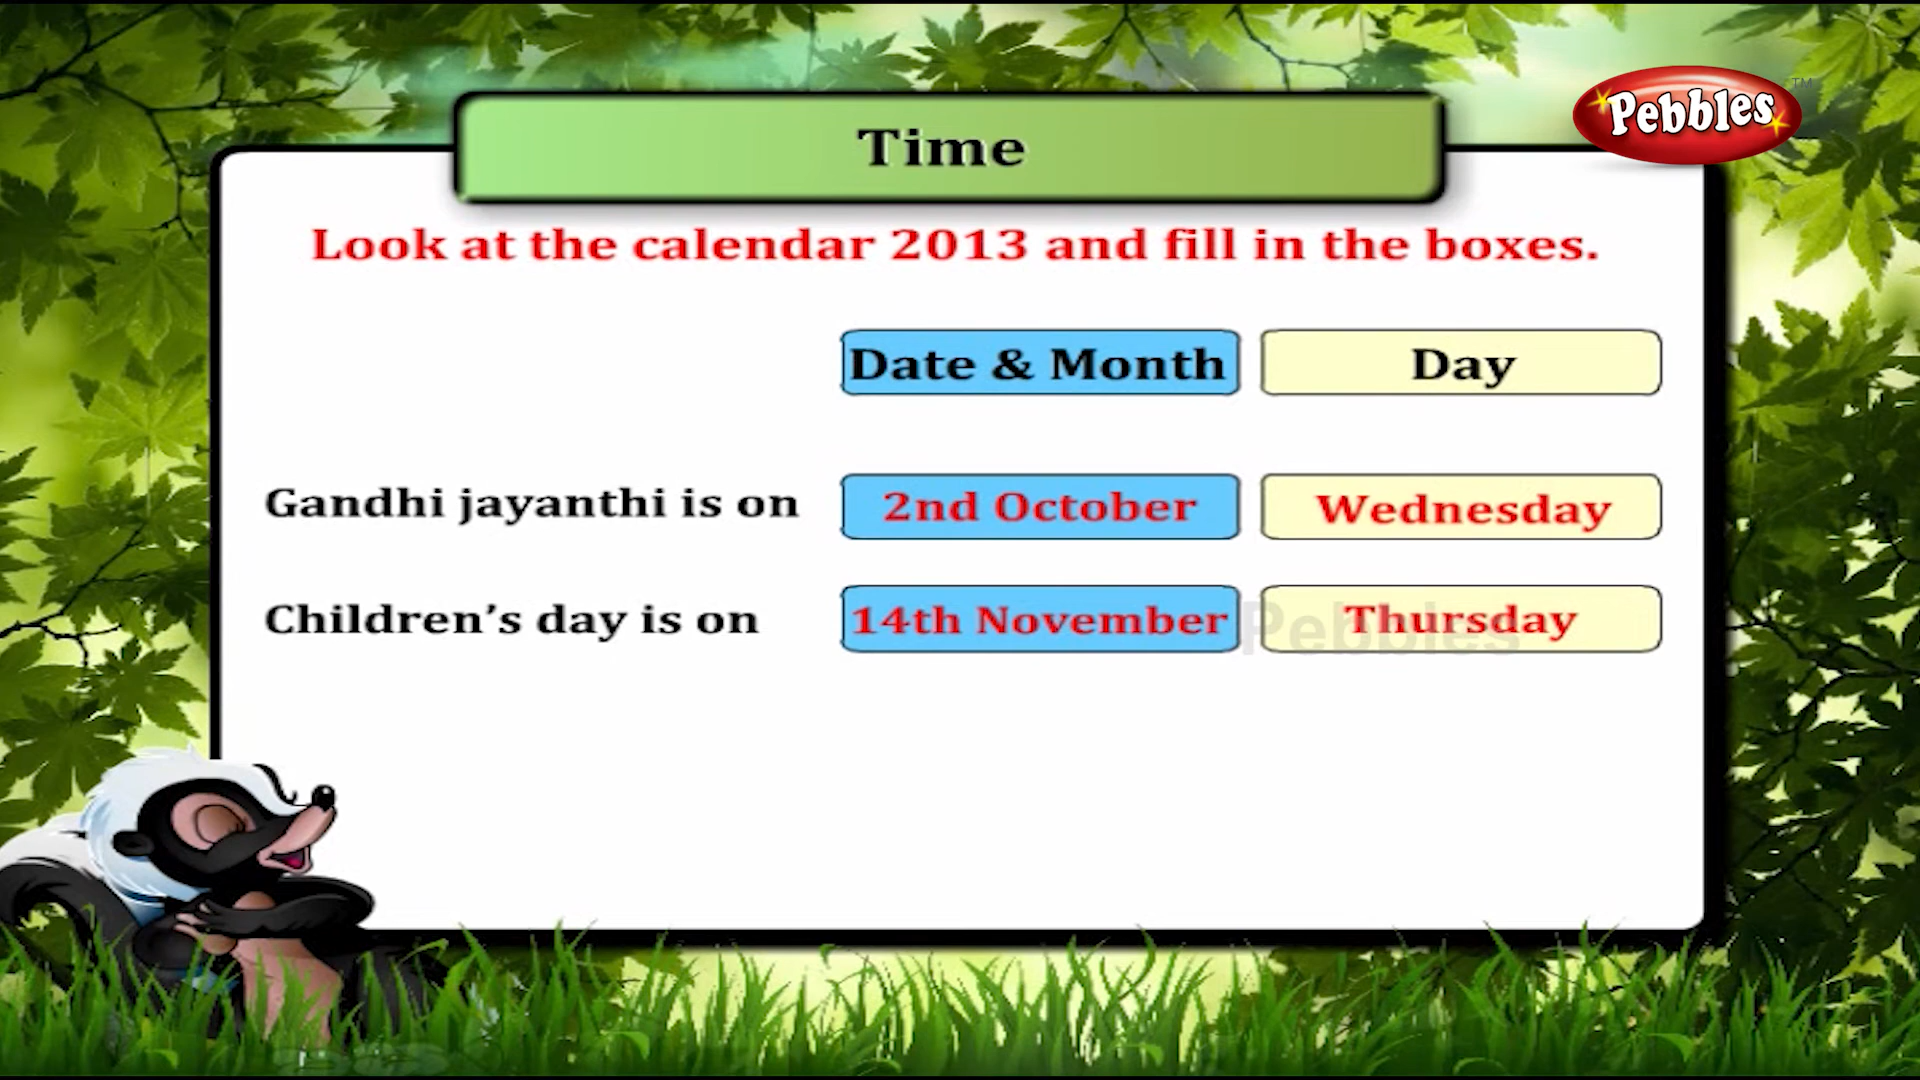 Pebbles™
Time
Look at the calendar 2013 and fill in the boxes.
Date & Month Day
Gandhi jayanthi is on 2nd October Wednesday
Children’s day is on 14th November Thursday
Pebbles